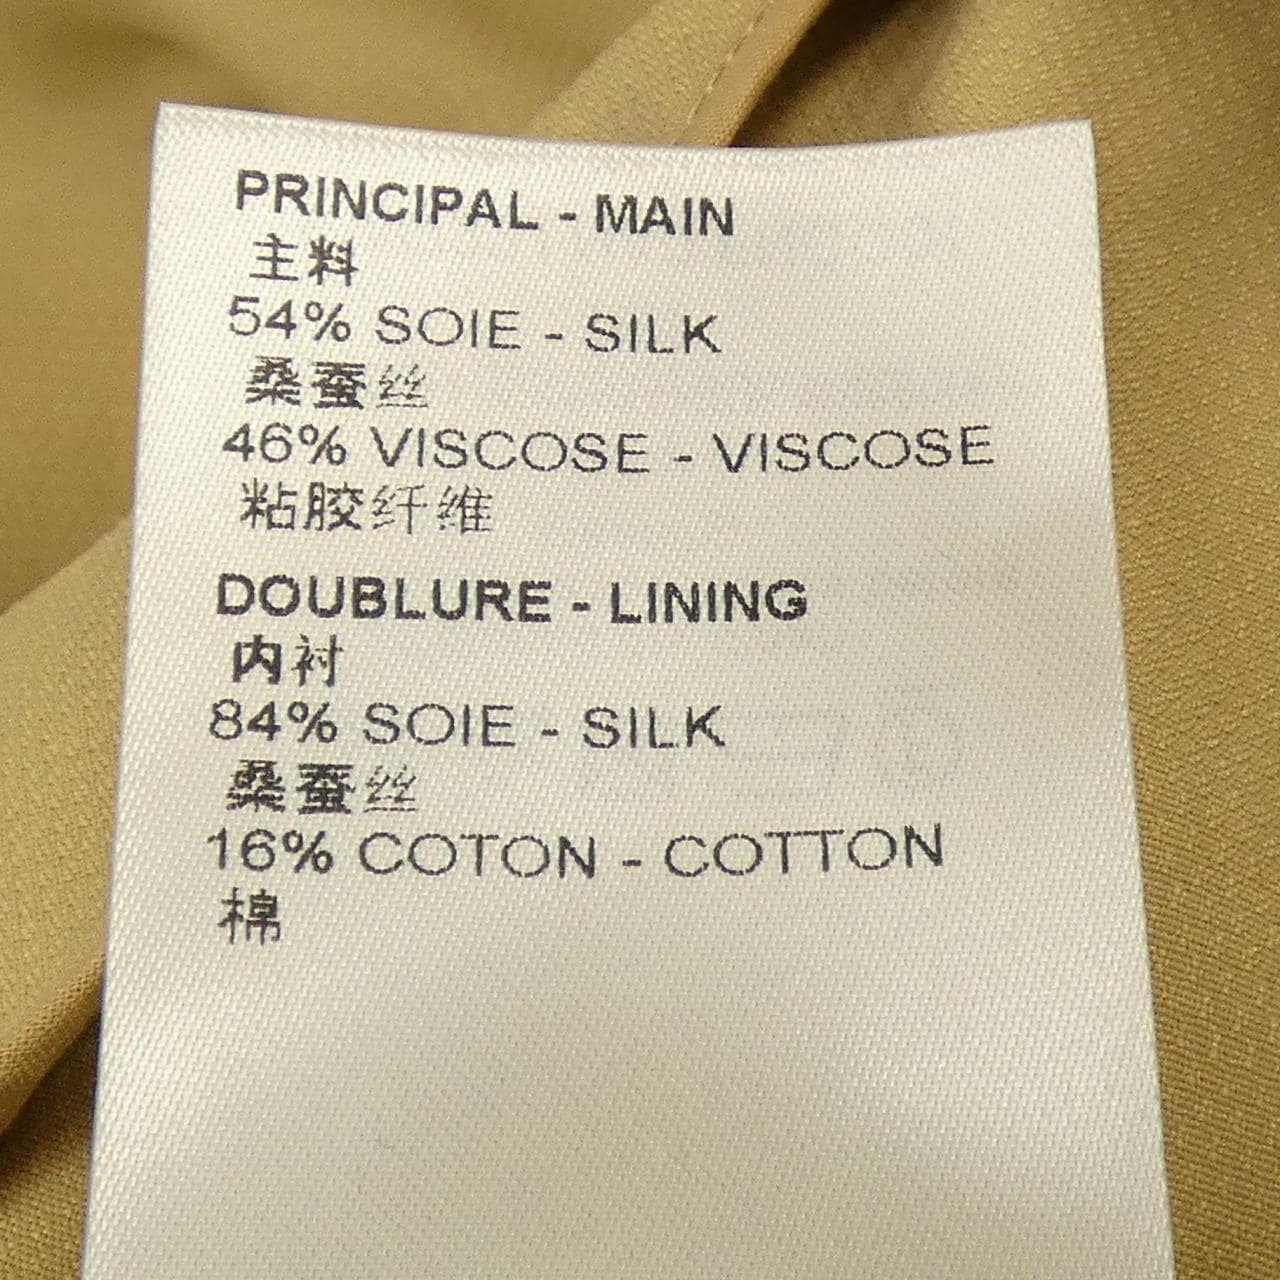 PRINCIPAL - MAIN
主料
54% SOIE - SILK
桑蚕丝
46% VISCOSE - VISCOSE
粘胶纤维
DOUBLURE - LINING
内衬
84% SOIE - SILK
桑蚕丝
16% COTON - COTTON
棉